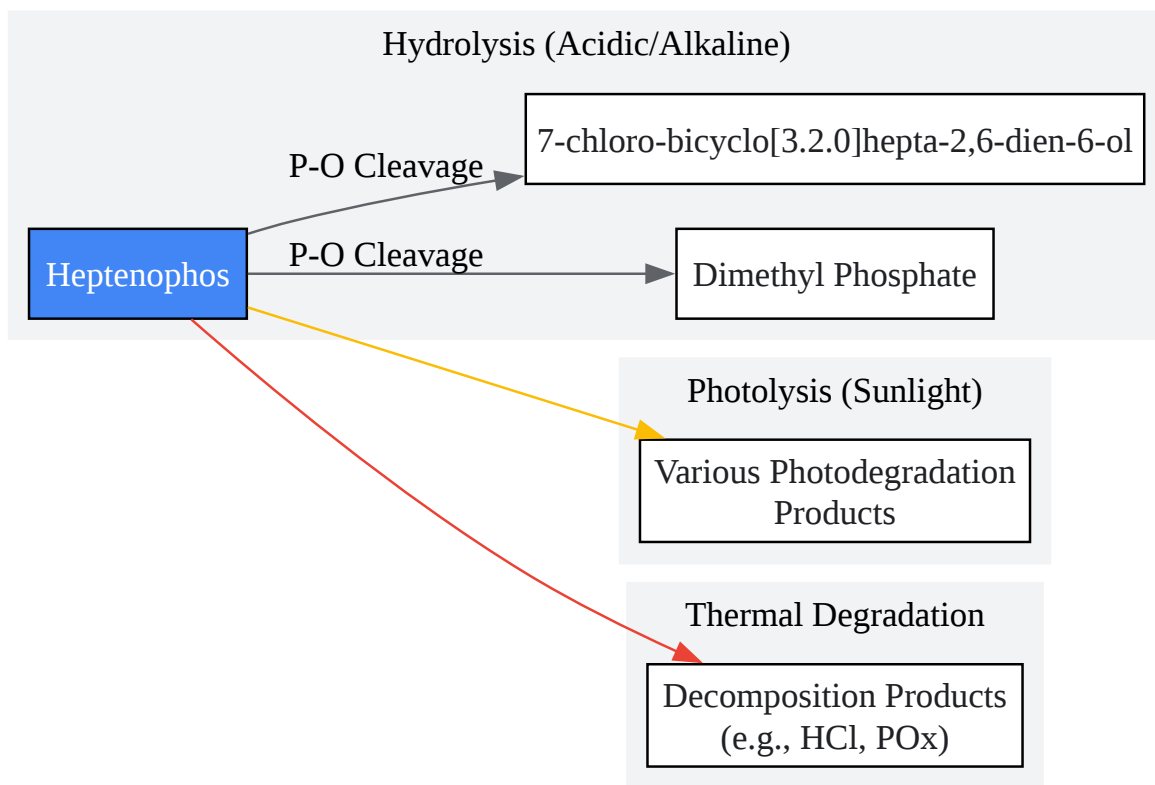 Hydrolysis (Acidic/Alkaline)
7-chloro-bicyclo[3.2.0]hepta-2,6-dien-6-ol
P-O Cleavage
P-O Cleavage
Heptenophos
Dimethyl Phosphate
Photolysis (Sunlight)
Various Photodegradation
Products
Thermal Degradation
Decomposition Products
(e.g., HCl, POx)